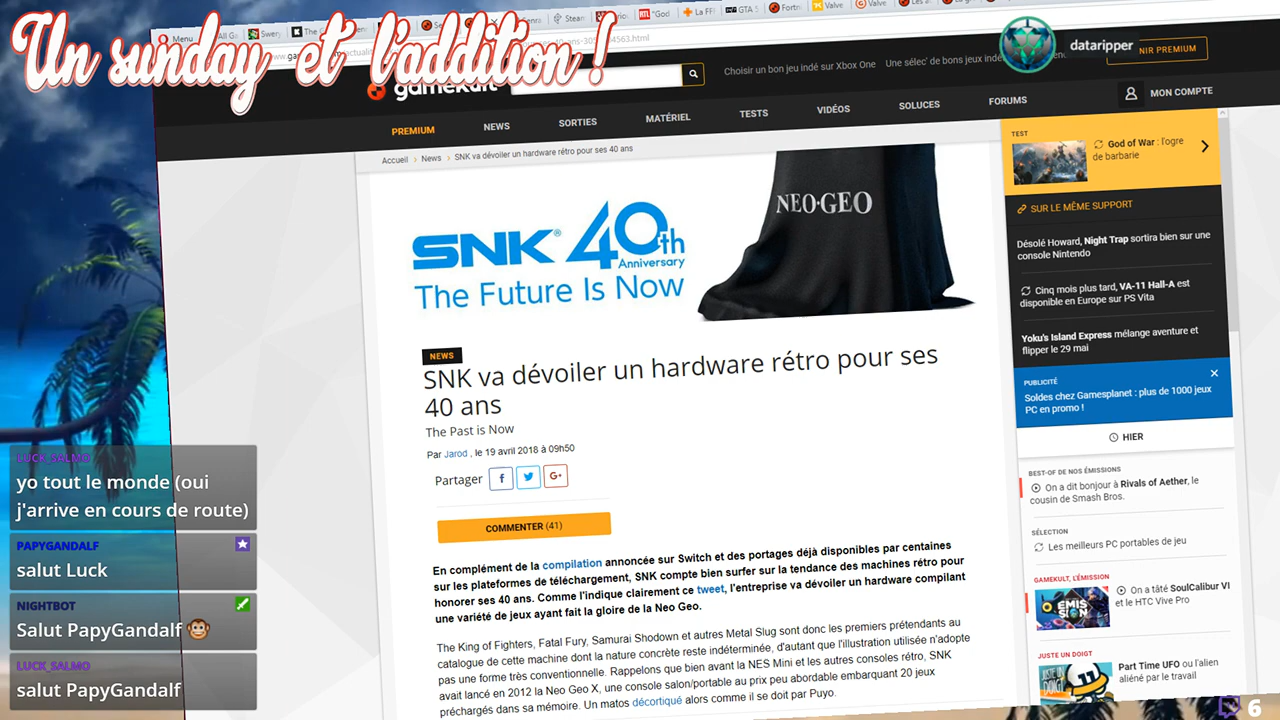 Un sunday et l'addition !
Menu
Steam
"God
La FF
GTA 5
Fortn
Valve
Valve
gamekult
Choisir un bon jeu indé sur Xbox One
Une sélec' de bons jeux
dataripper
NIR PREMIUM
PREMIUM
NEWS
SORTIES
MATÉRIEL
TESTS
VIDÉOS
SOLUCES
FORUMS
MON COMPTE
Accueil > News > SNK va dévoiler un hardware rétro pour ses 40 ans
SNK® 40th
Anniversary
The Future Is Now
NEO·GEO
NEWS
SNK va dévoiler un hardware rétro pour ses
40 ans
The Past is Now
Par Jarod , le 19 avril 2018 à 09h50
Partager
f
G+
COMMENTER (41)
En complément de la compilation annoncée sur Switch et des portages déjà disponibles par centaines
sur les plateformes de téléchargement, SNK compte bien surfer sur la tendance des machines rétro pour
honorer ses 40 ans. Comme l'indique clairement ce tweet, l'entreprise va dévoiler un hardware compilant
une variété de jeux ayant fait la gloire de la Neo Geo.
The King of Fighters, Fatal Fury, Samurai Shodown et autres Metal Slug sont donc les premiers prétendants au
catalogue de cette machine dont la nature concrète reste indéterminée, d'autant que l'illustration utilisée n'adopte
pas une forme très conventionelle. Rappelons que bien avant la NES Mini et les autres consoles rétro, SNK
avait lancé en 2012 la Neo Geo X, une console salon/portable au prix peu abordable embarquant 20 jeux
préchargés dans sa mémoire. Un matos décortiqué alors comme il se doit par Puyo.
TEST
God of War : l'ogre
de barbarie
SUR LE MÊME SUPPORT
Désolé Howard, Night Trap sortira bien sur une
console Nintendo
Cinq mois plus tard, VA-11 Hall-A est
disponible en Europe sur PS Vita
Yoku's Island Express mélange aventure et
flipper le 29 mai
PUBLICITÉ
Soldes chez Gamesplanet : plus de 1000 jeux
PC en promo !
HIER
BEST-OF DE NOS ÉMISSIONS
On a dit bonjour à Rivals of Aether, le
cousin de Smash Bros.
SÉLECTION
Les meilleurs PC portables de jeu
GAMEKULT, L'ÉMISSION
On a tâté SoulCalibur VI
et le HTC Vive Pro
JUSTE UN DOIGT
Part Time UFO ou l'alien
aliéné par le travail
LUCK_SALMO
yo tout le monde (oui
j'arrive en cours de route)
PAPYGANDALF
salut Luck
NIGHTBOT
Salut PapyGandalf
LUCK_SALMO
salut PapyGandalf
6